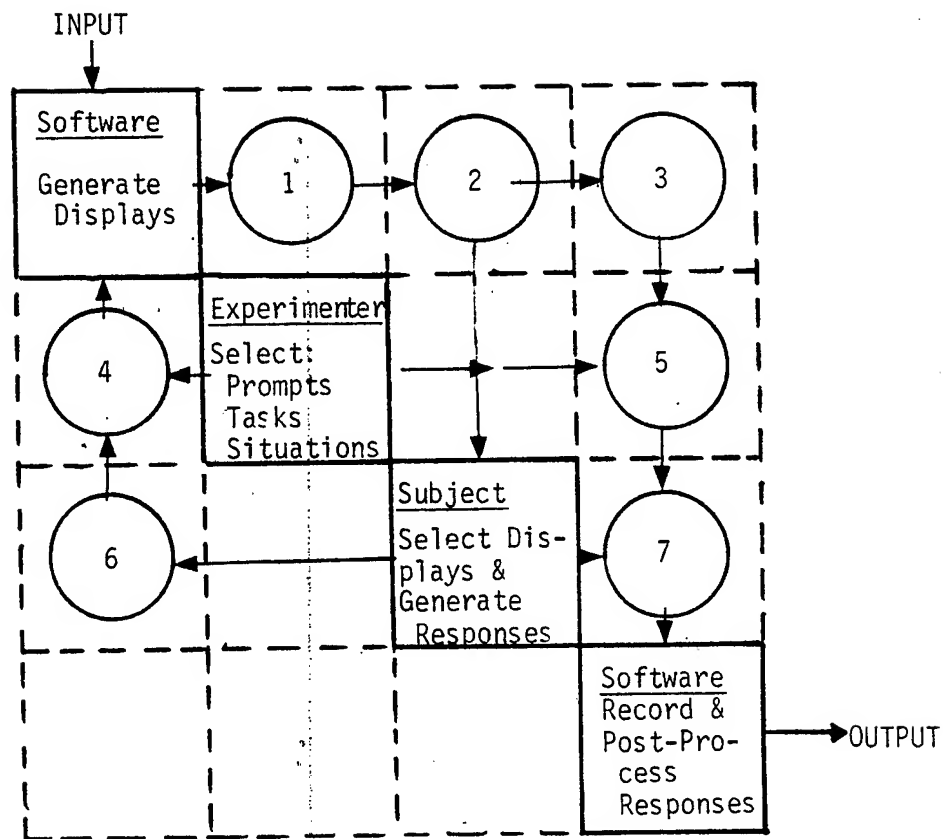 INPUT
Software
Generate
Displays
1
2
3
Experimenter
Select:
Prompts
Tasks
Situations
4
5
Subject
Select Dis-
plays &
Generate
Responses
6
7
Software
Record &
Post-Pro-
cess
Responses
OUTPUT